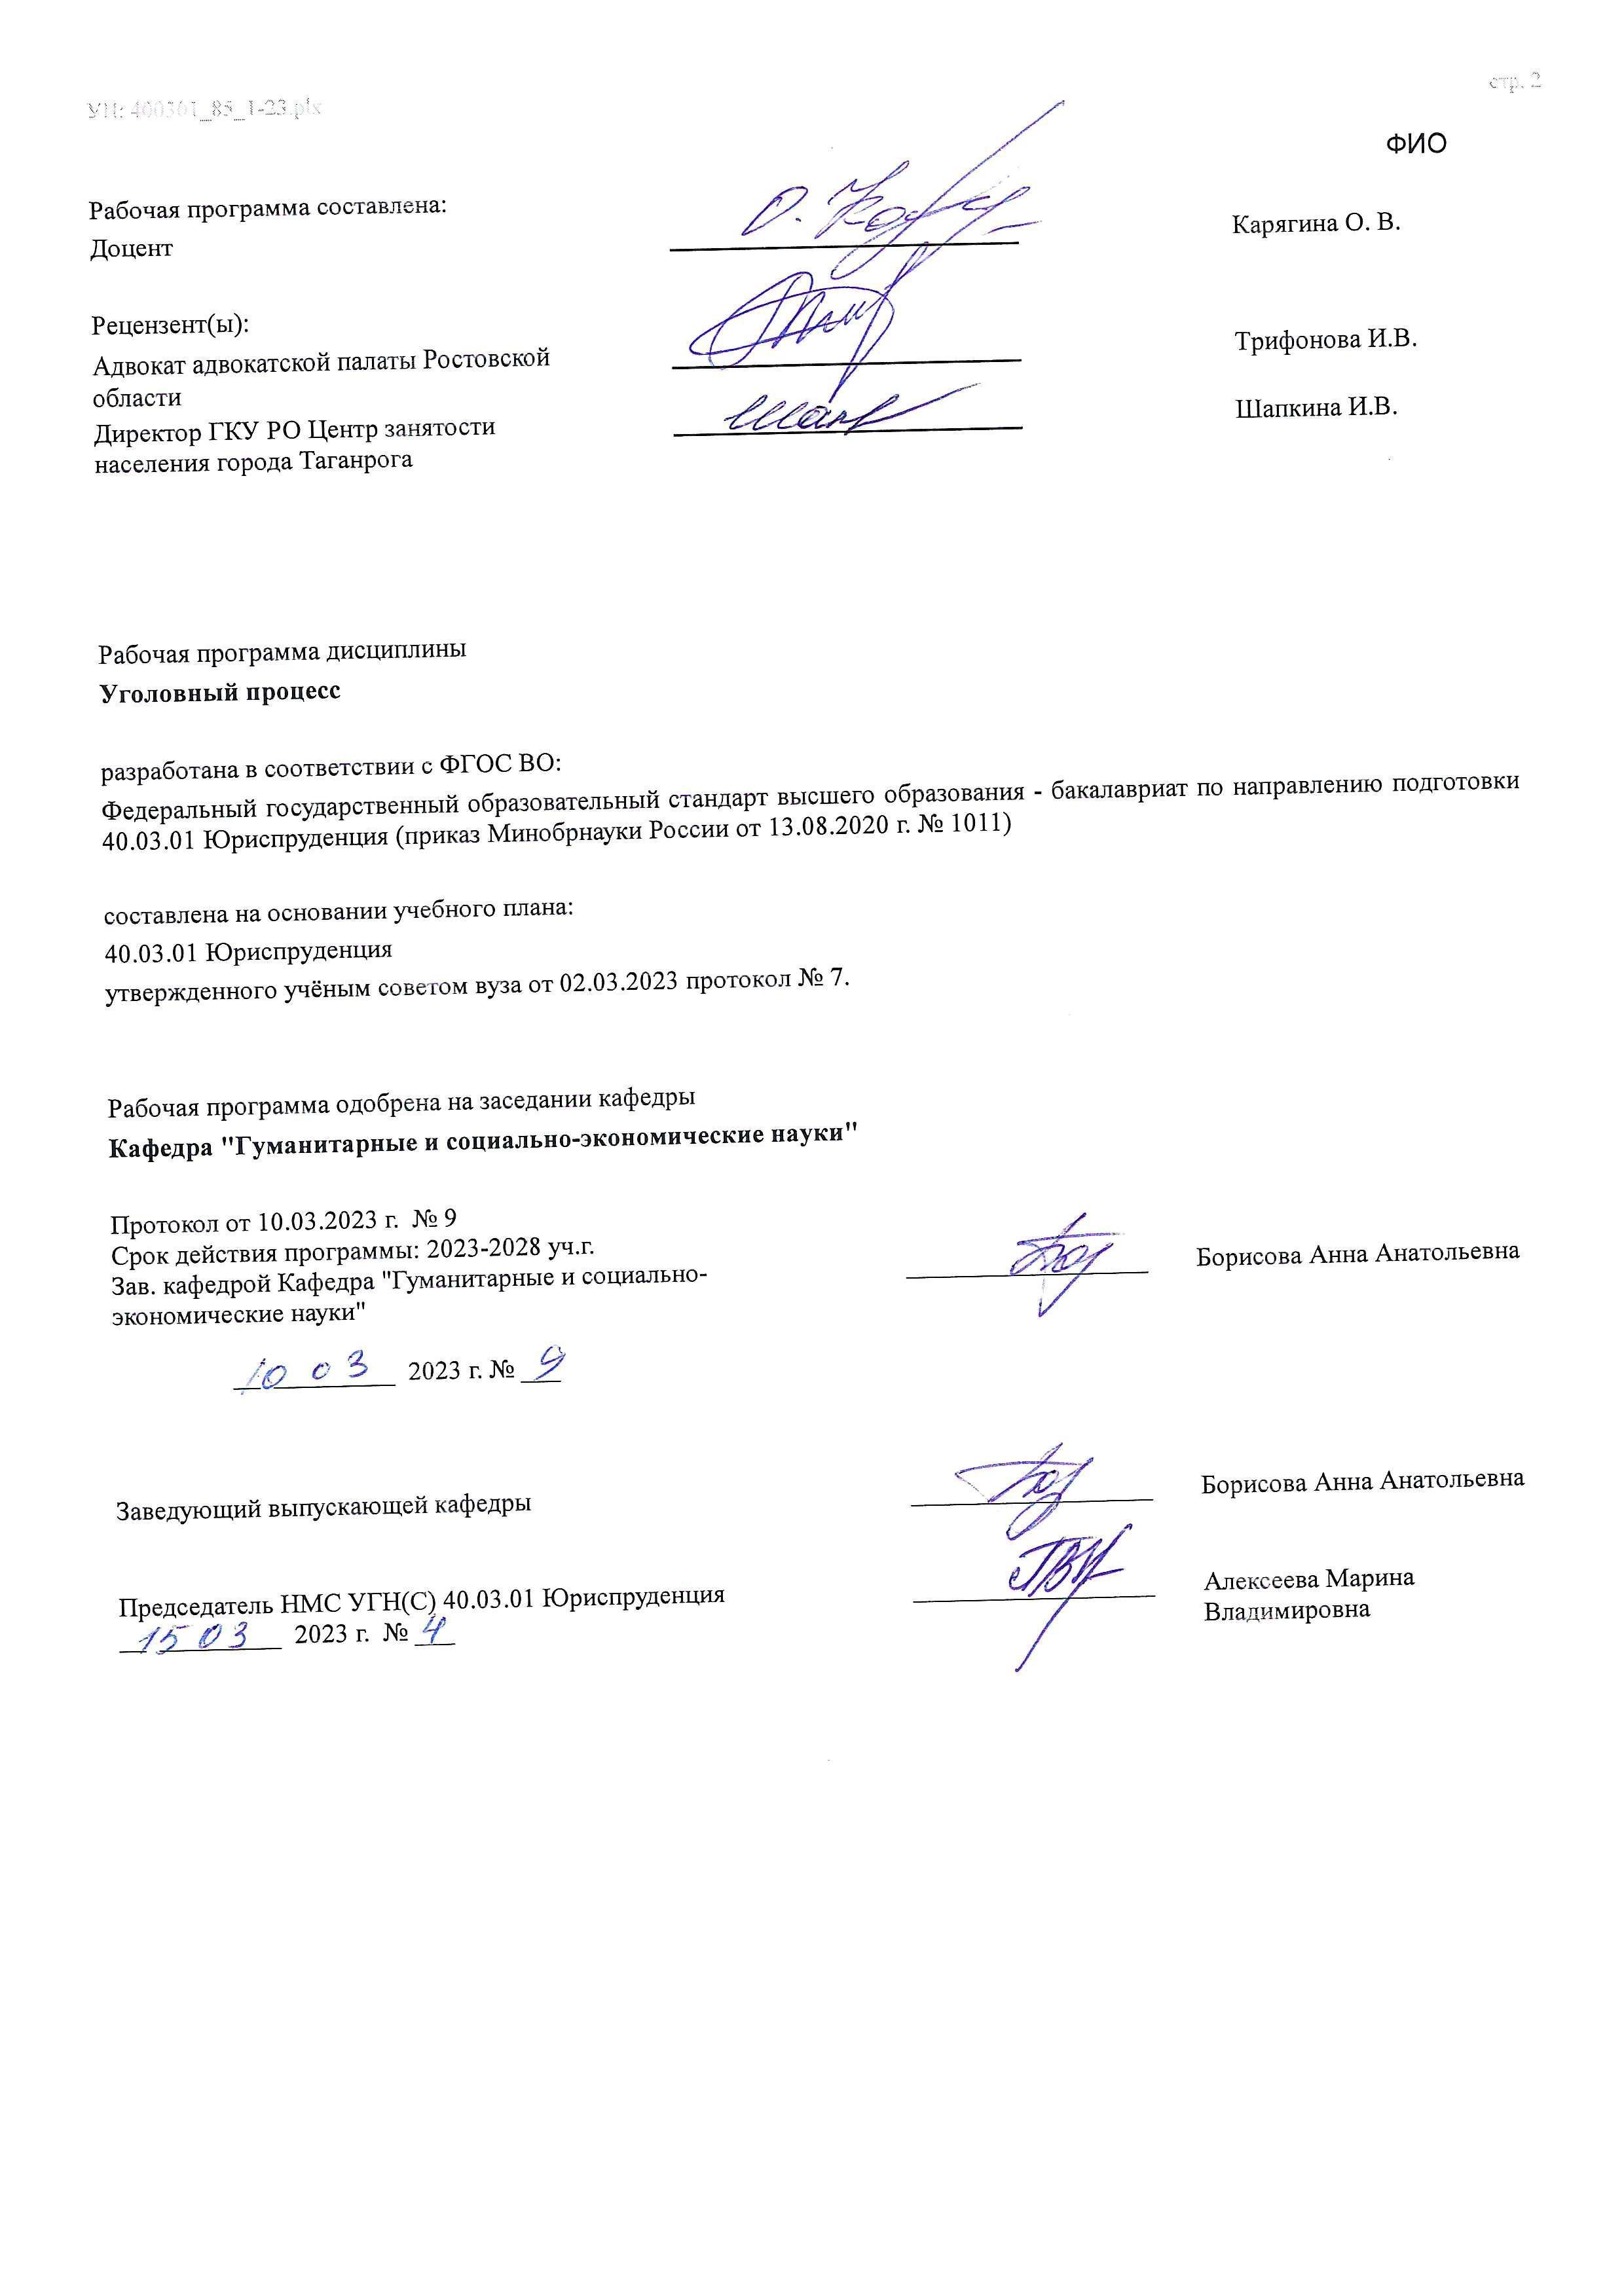 УП: 400301_85_1-23.plx
стр. 2
ФИО
Рабочая программа составлена:
Доцент
Карягина О. В.
Рецензент(ы):
Адвокат адвокатской палаты Ростовской
области
Трифонова И.В.
Директор ГКУ РО Центр занятости
населения города Таганрога
Шапкина И.В.
Рабочая программа дисциплины
Уголовный процесс
разработана в соответствии с ФГОС ВО:
Федеральный государственный образовательный стандарт высшего образования - бакалавриат по направлению подготовки
40.03.01 Юриспруденция (приказ Минобрнауки России от 13.08.2020 г. № 1011)
составлена на основании учебного плана:
40.03.01 Юриспруденция
утвержденного учёным советом вуза от 02.03.2023 протокол № 7.
Рабочая программа одобрена на заседании кафедры
Кафедра "Гуманитарные и социально-экономические науки"
Протокол от 10.03.2023 г. № 9
Срок действия программы: 2023-2028 уч.г.
Зав. кафедрой Кафедра "Гуманитарные и социально-
экономические науки"
Борисова Анна Анатольевна
10 03 2023 г. № 9
Заведующий выпускающей кафедры
Борисова Анна Анатольевна
Председатель НМС УГН(С) 40.03.01 Юриспруденция
Алексеева Марина
Владимировна
15 03 2023 г. № 4